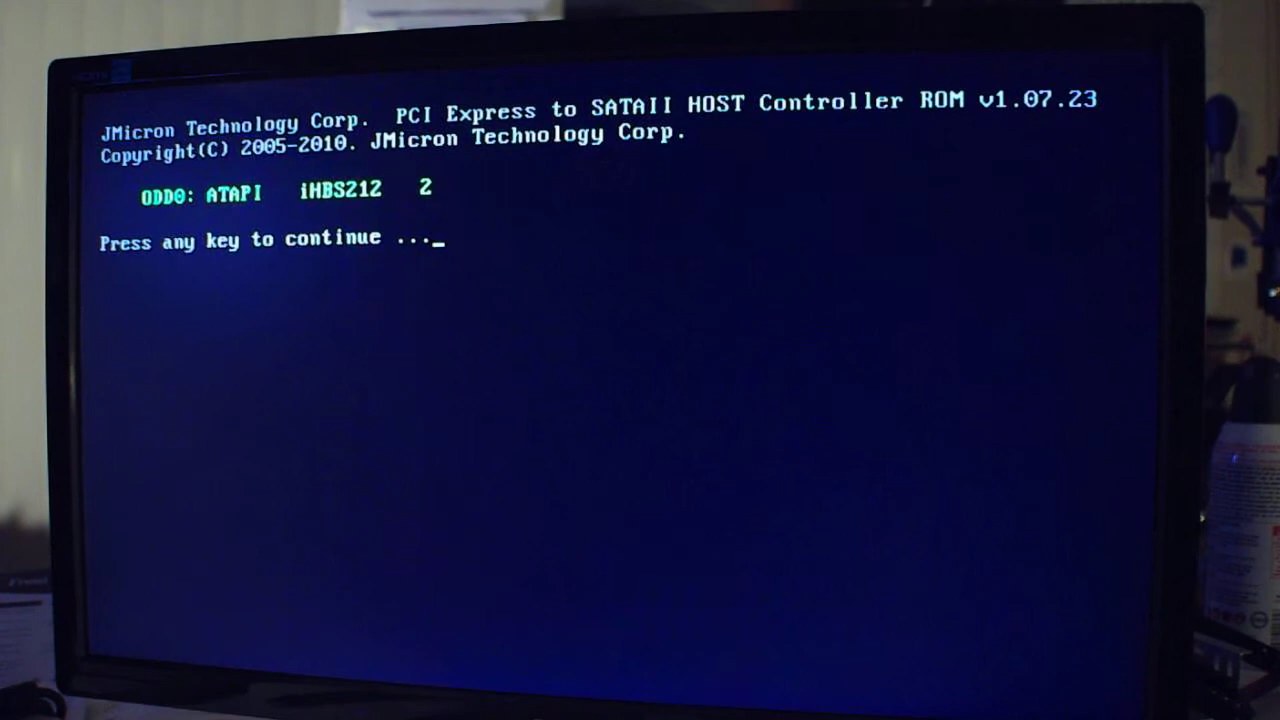 JMicron Technology Corp.  PCI Express to SATAII HOST Controller ROM v1.07.23
Copyright(C) 2005-2010. JMicron Technology Corp.
ODD0: ATAPI   iHBS212   2
Press any key to continue ..._